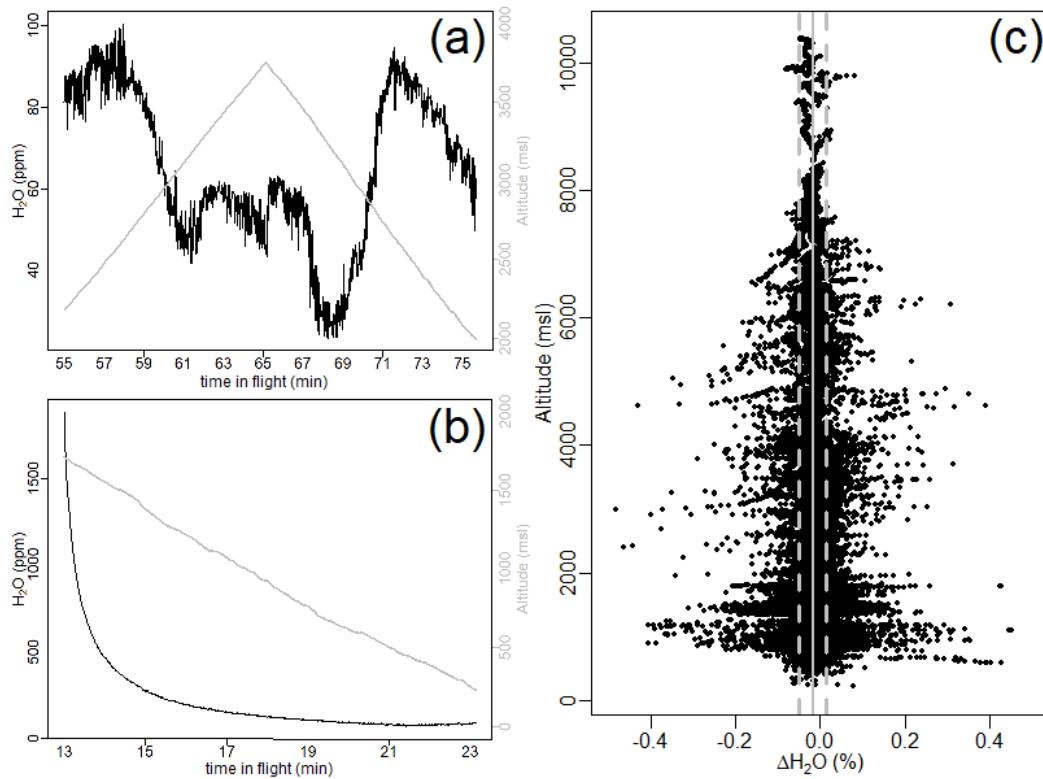 (a)
100
80
60
40
H₂O (ppm)
4000
3500
3000
2500
2000
Altitude (msl)
55 57 59 61 63 65 67 69 71 73 75
time in flight (min)
(b)
1500
1000
500
0
H₂O (ppm)
2000
1500
1000
500
0
Altitude (msl)
13 15 17 19 21 23
time in flight (min)
(c)
10000
8000
6000
4000
2000
0
Altitude (msl)
-0.4 -0.2 0.0 0.2 0.4
ΔH₂O (%)